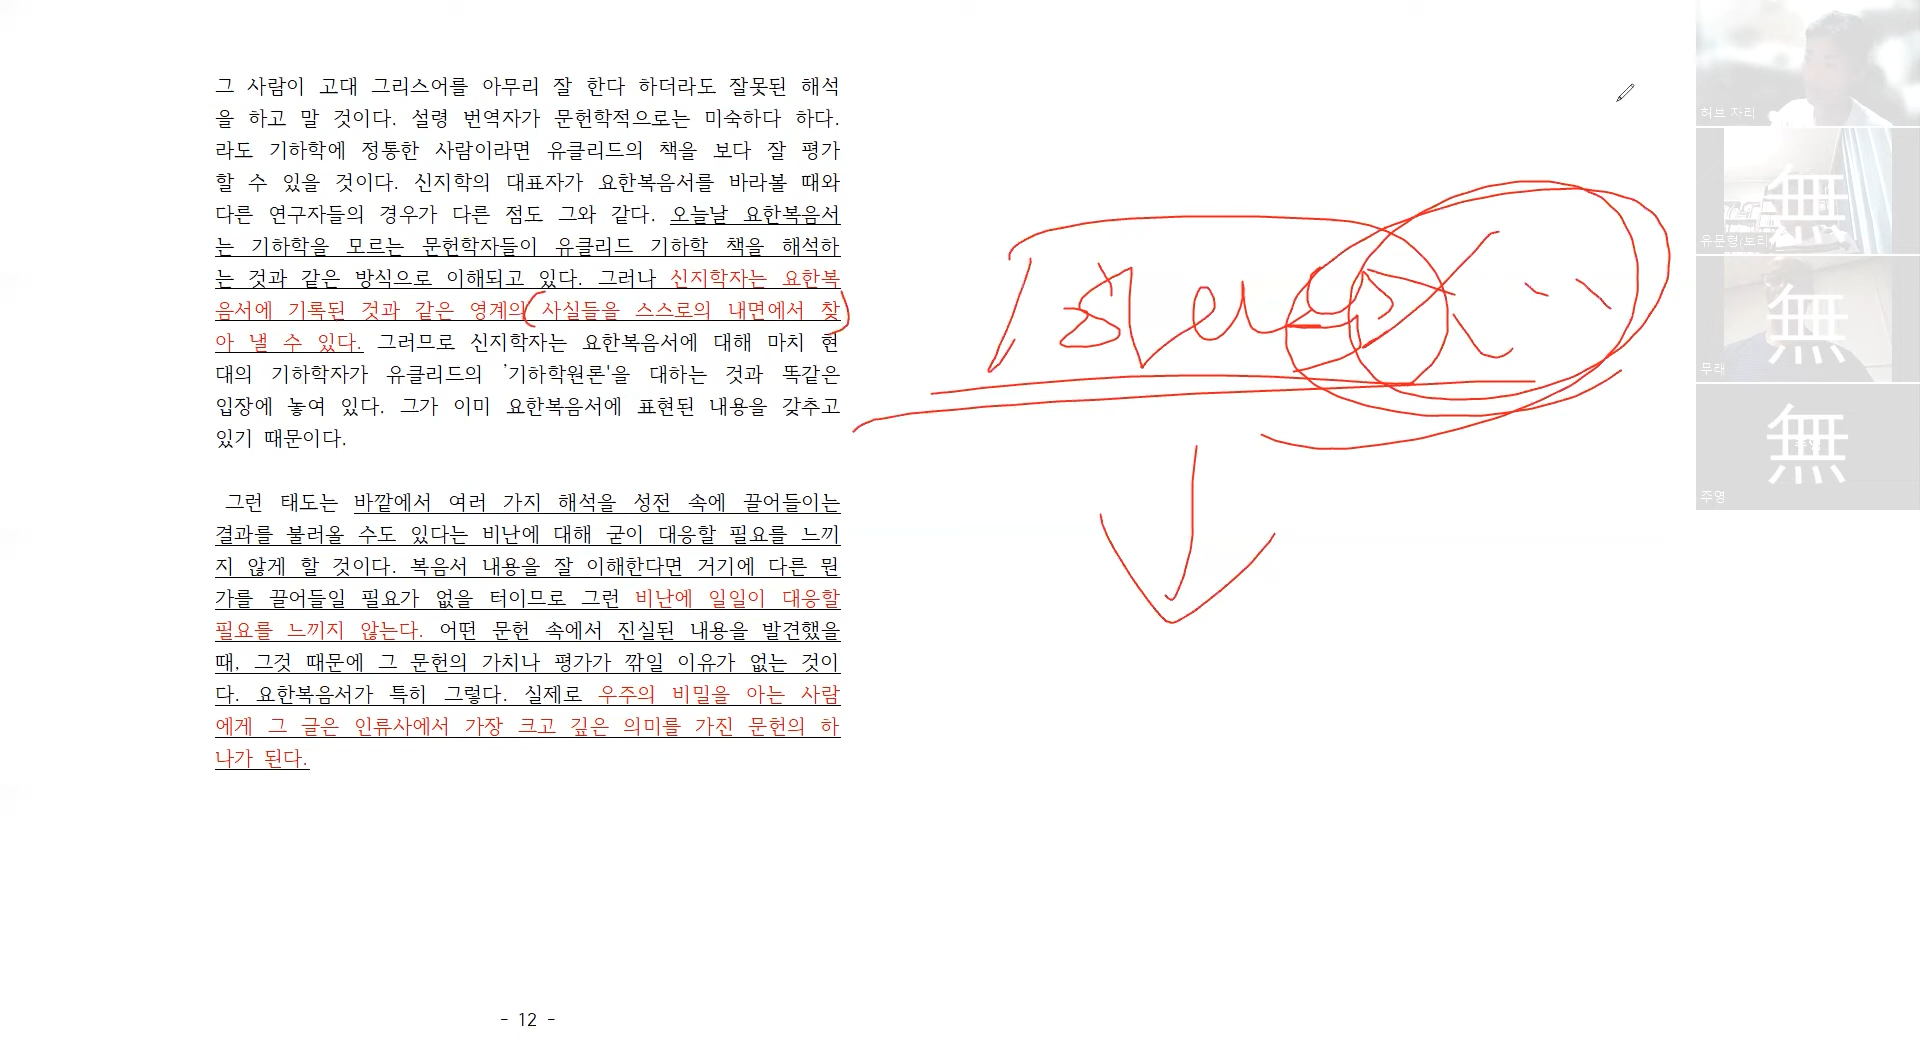 그 사람이 고대 그리스어를 아무리 잘 한다 하더라도 잘못된 해석
을 하고 말 것이다. 설령 번역자가 문헌학적으로는 미숙하다 하다.
라도 기하학에 정통한 사람이라면 유클리드의 책을 보다 잘 평가
할 수 있을 것이다. 신지학의 대표자가 요한복음서를 바라볼 때와
다른 연구자들의 경우가 다른 점도 그와 같다. 오늘날 요한복음서
는 기하학을 모르는 문헌학자들이 유클리드 기하학 책을 해석하
는 것과 같은 방식으로 이해되고 있다. 그러나 신지학자는 요한복
음서에 기록된 것과 같은 영계의 사실들을 스스로의 내면에서 찾
아 낼 수 있다. 그러므로 신지학자는 요한복음서에 대해 마치 현
대의 기하학자가 유클리드의 '기하학원론'을 대하는 것과 똑같은
입장에 놓여 있다. 그가 이미 요한복음서에 표현된 내용을 갖추고
있기 때문이다.
그런 태도는 바깥에서 여러 가지 해석을 성전 속에 끌어들이는
결과를 불러올 수도 있다는 비난에 대해 굳이 대응할 필요를 느끼
지 않게 할 것이다. 복음서 내용을 잘 이해한다면 거기에 다른 뭔
가를 끌어들일 필요가 없을 터이므로 그런 비난에 일일이 대응할
필요를 느끼지 않는다. 어떤 문헌 속에서 진실된 내용을 발견했을
때, 그것 때문에 그 문헌의 가치나 평가가 깎일 이유가 없는 것이
다. 요한복음서가 특히 그렇다. 실제로 우주의 비밀을 아는 사람
에게 그 글은 인류사에서 가장 크고 깊은 의미를 가진 문헌의 하
나가 된다.
- 12 -
허브 자리
無
유문형/도리
無
무래
無
주영